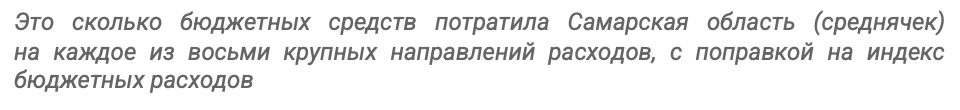 Это сколько бюджетных средств потратила Самарская область (среднячек)
на каждое из восьми крупных направлений расходов, с поправкой на индекс
бюджетных расходов